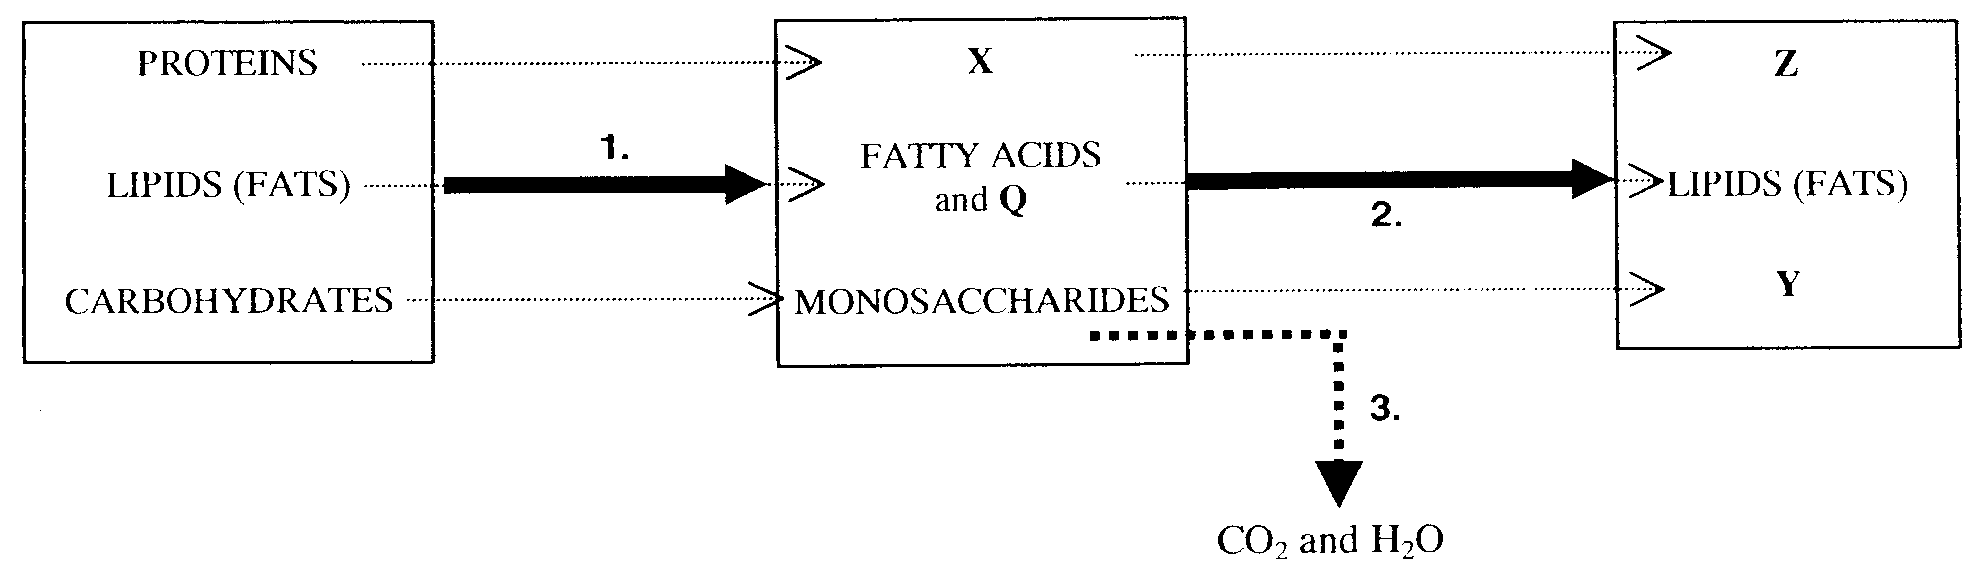 PROTEINS
X
Z
1.
LIPIDS (FATS)
FATTY ACIDS
and Q
2.
LIPIDS (FATS)
CARBOHYDRATES
MONOSACCHARIDES
Y
3.
CO₂ and H₂O